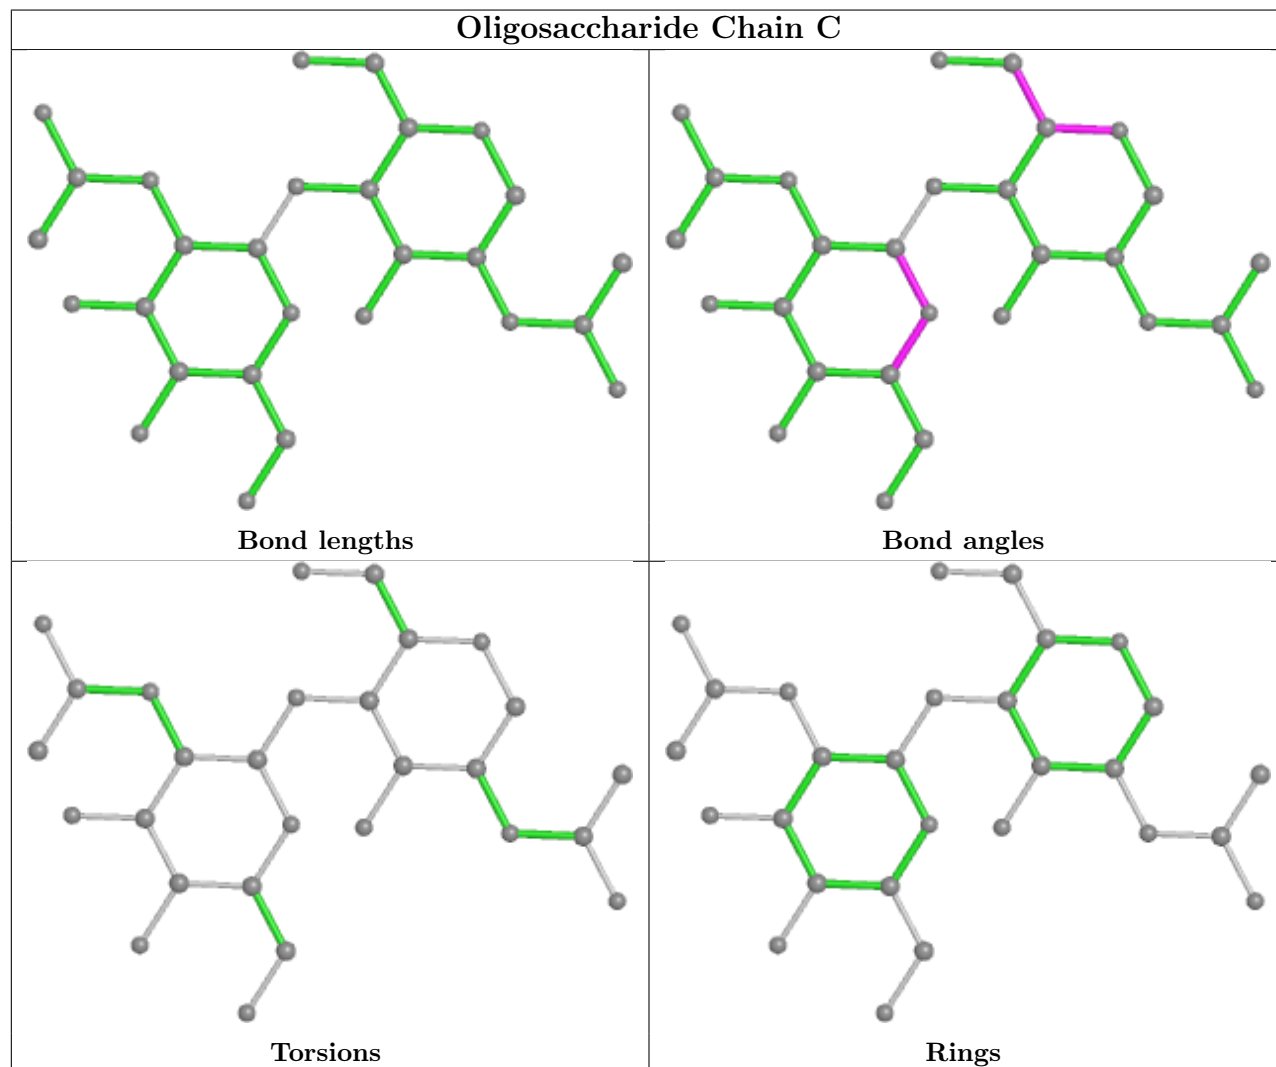 Oligosaccharide Chain C
Bond lengths
Bond angles
Torsions
Rings